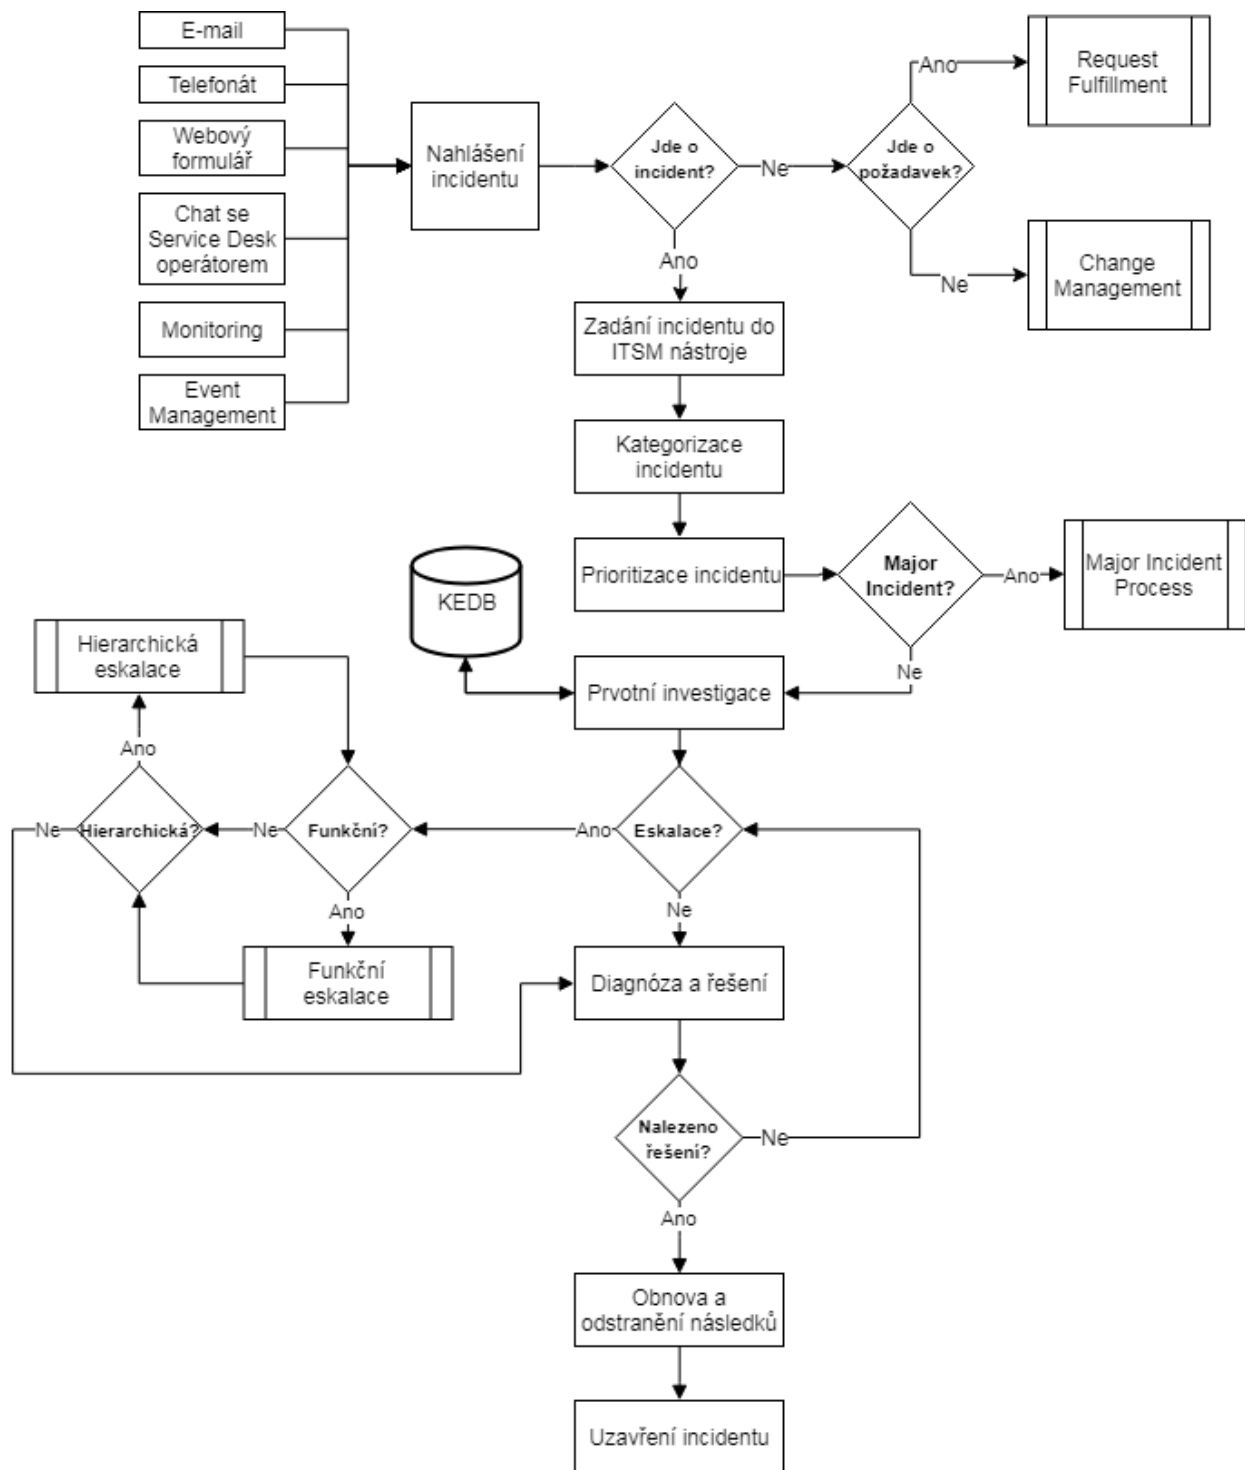 E-mail
Telefonát
Webový
formulář
Chat se
Service Desk
operátorem
Monitoring
Event
Management
Nahlášení
incidentu
Jde o
incident?
Ne
Jde o
požadavek?
Ano
Request
Fulfillment
Ne
Change
Management
Ano
Zadání incidentu do
ITSM nástroje
Kategorizace
incidentu
Prioritizace incidentu
Major
Incident?
Ano
Major Incident
Process
Ne
KEDB
Prvotní investigace
Hierarchická
eskalace
Ano
Ne
Hierarchická?
Ne
Funkční?
Ano
Eskalace?
Ano
Ne
Funkční
eskalace
Diagnóza a řešení
Nalezeno
řešení?
Ne
Ano
Obnova a
odstranění následků
Uzavření incidentu